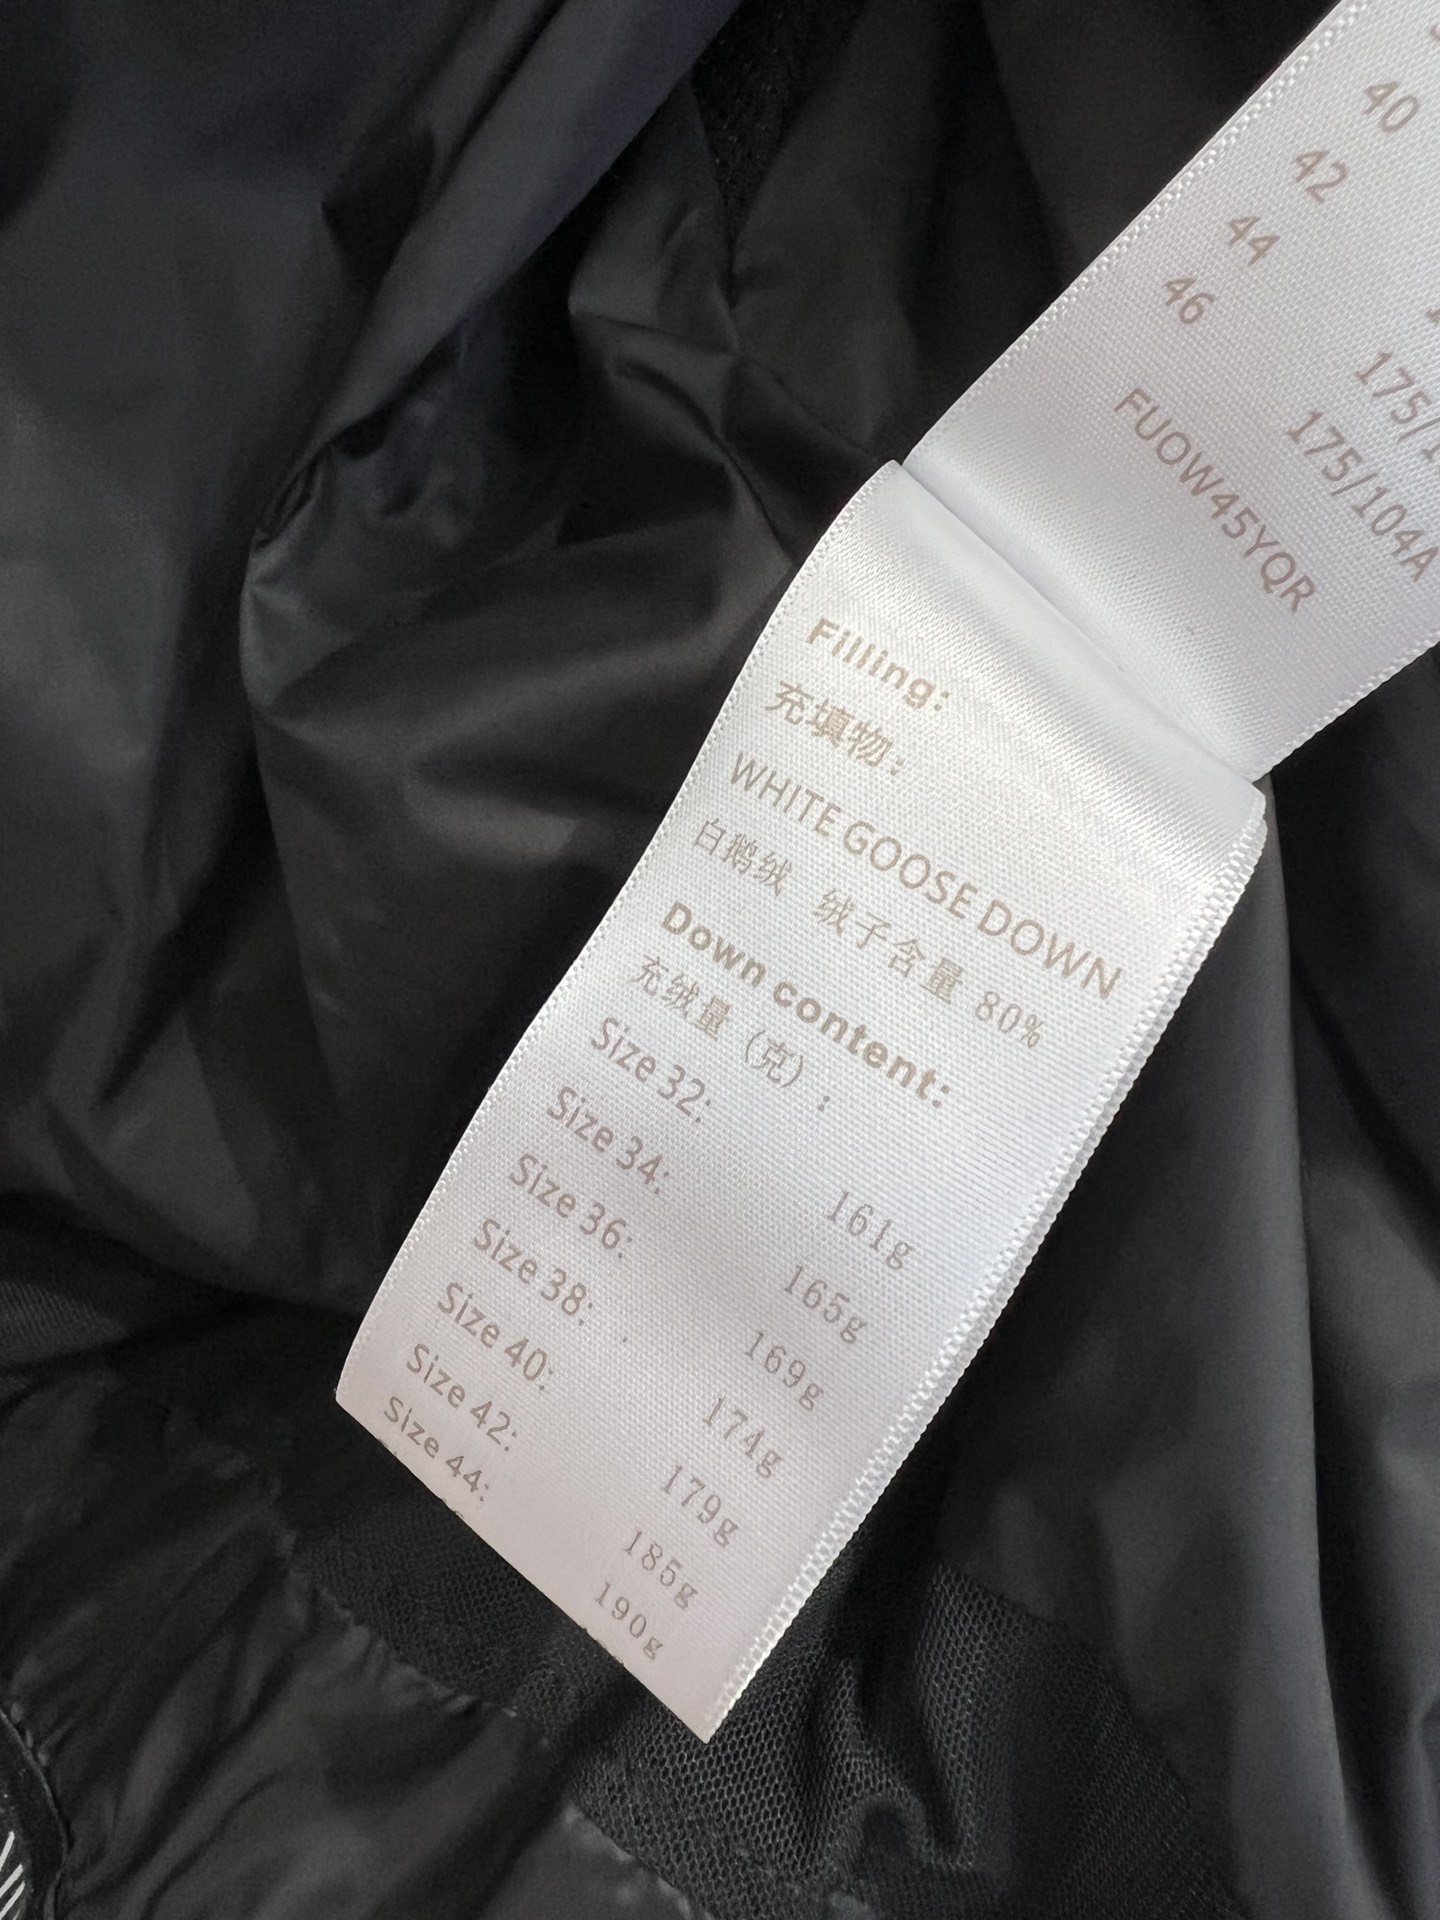 40
42
44
46
175/1
175/104A
FUOW45YQR
Filling:
充填物:
WHITE GOOSE DOWN
白鹅绒 绒子含量 80%
Down content:
充绒量（克）:
Size 32: 161g
Size 34: 165g
Size 36: 169g
Size 38: 174g
Size 40: 179g
Size 42: 185g
Size 44: 190g